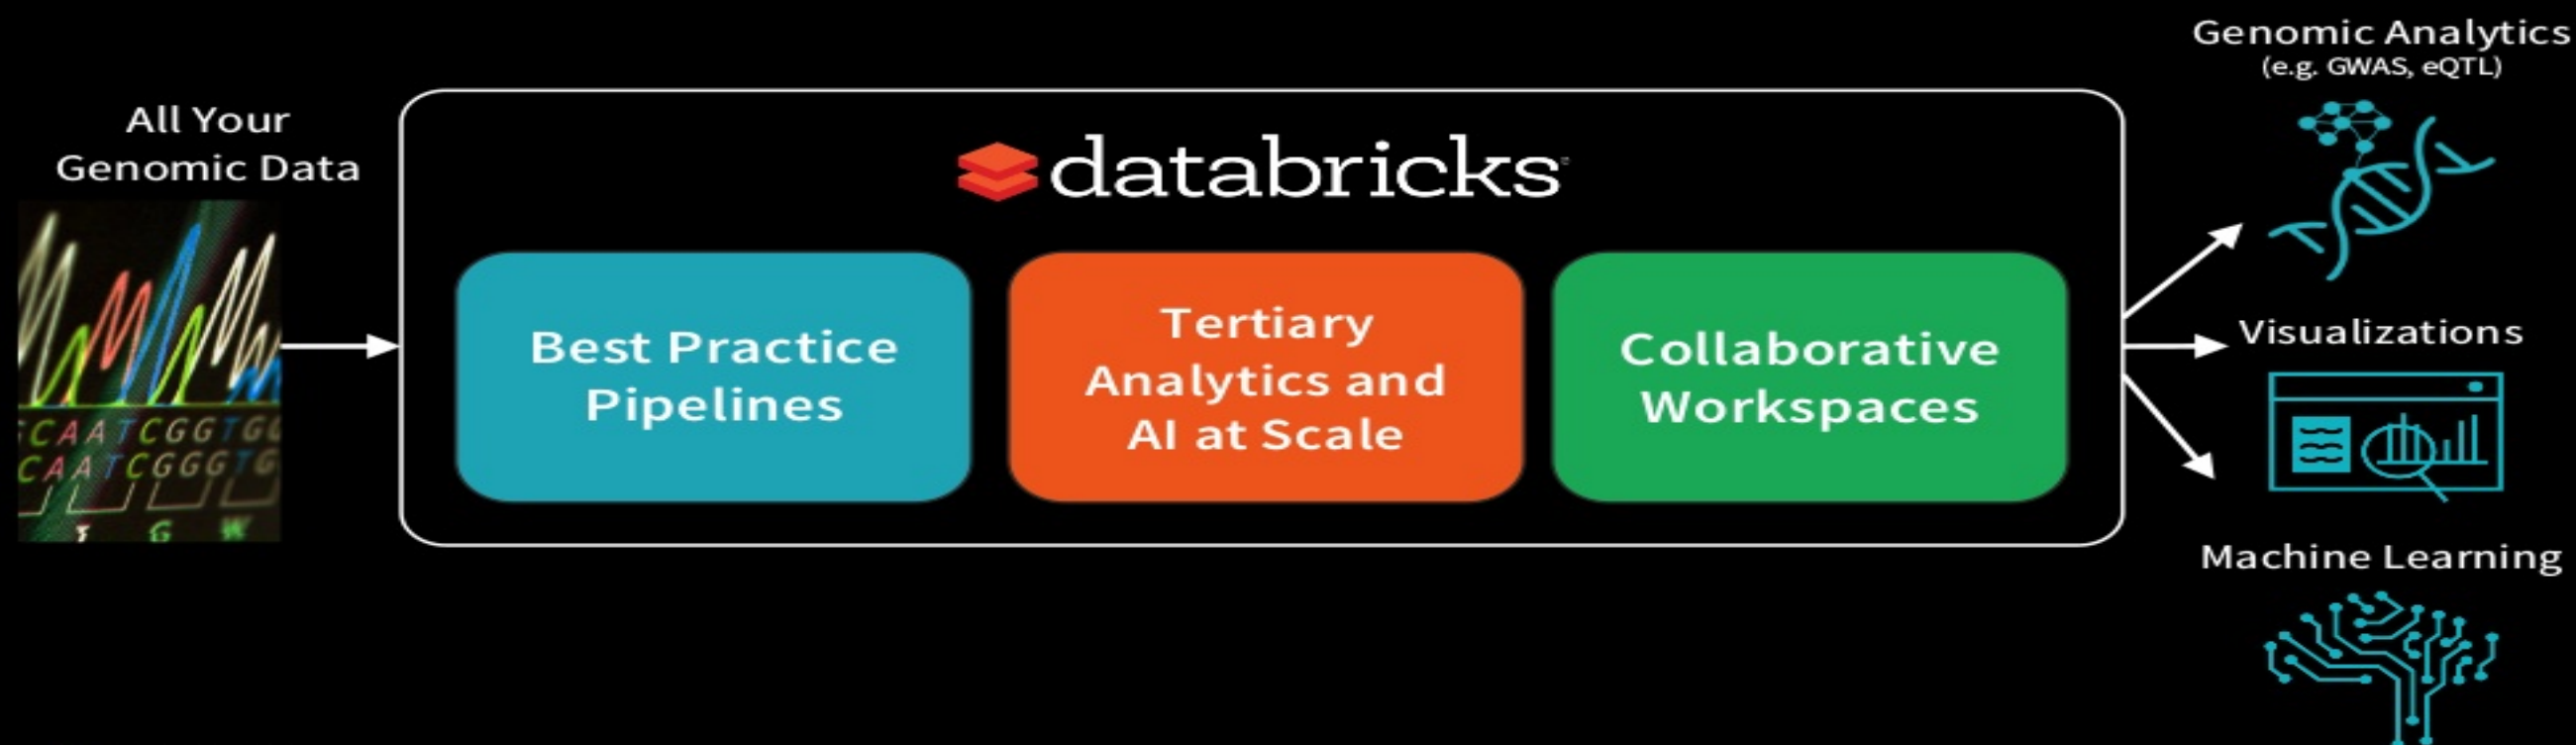 All Your
Genomic Data
CAATCGGTG
CAATCGGGTG
G W
databricks
Best Practice
Pipelines
Tertiary
Analytics and
AI at Scale
Collaborative
Workspaces
Genomic Analytics
(e.g. GWAS, eQTL)
Visualizations
Machine Learning